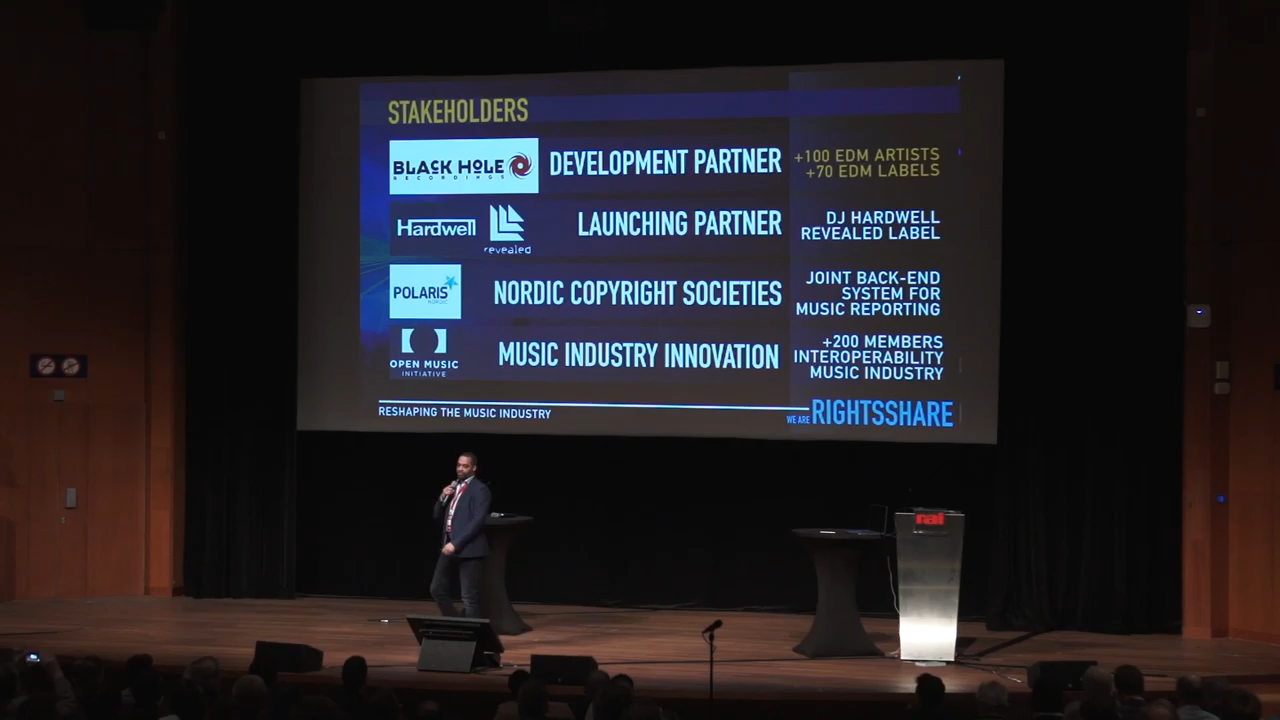 STAKEHOLDERS
BLACK HOLE
RECORDINGS
DEVELOPMENT PARTNER
+100 EDM ARTISTS
+70 EDM LABELS
Hardwell
revealed
LAUNCHING PARTNER
DJ HARDWELL
REVEALED LABEL
POLARIS
NORDIC
NORDIC COPYRIGHT SOCIETIES
JOINT BACK-END
SYSTEM FOR
MUSIC REPORTING
OPEN MUSIC
INITIATIVE
MUSIC INDUSTRY INNOVATION
+200 MEMBERS
INTEROPERABILITY
MUSIC INDUSTRY
RESHAPING THE MUSIC INDUSTRY
WE ARE RIGHTSSHARE
rai